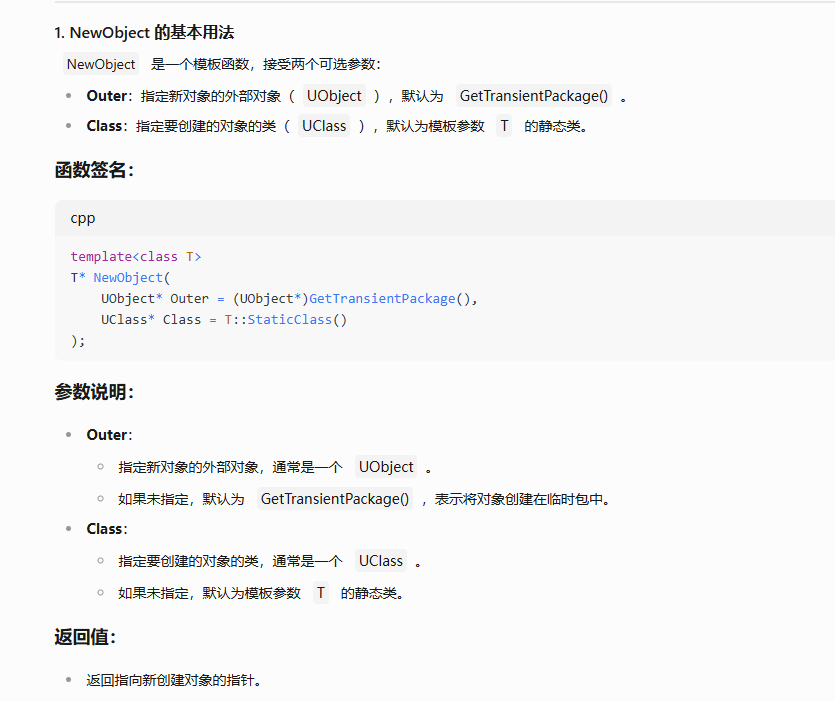 1. NewObject 的基本用法
NewObject 是一个模板函数，接受两个可选参数：
Outer：指定新对象的外部对象（ UObject ），默认为 GetTransientPackage() 。
Class：指定要创建的对象的类（ UClass ），默认为模板参数 T 的静态类。
函数签名：
cpp
template<class T>
T* NewObject(
    UObject* Outer = (UObject*)GetTransientPackage(),
    UClass* Class = T::StaticClass()
);
参数说明：
Outer：
指定新对象的外部对象，通常是一个 UObject 。
如果未指定，默认为 GetTransientPackage() ，表示将对象创建在临时包中。
Class：
指定要创建的对象的类，通常是一个 UClass 。
如果未指定，默认为模板参数 T 的静态类。
返回值：
返回指向新创建对象的指针。